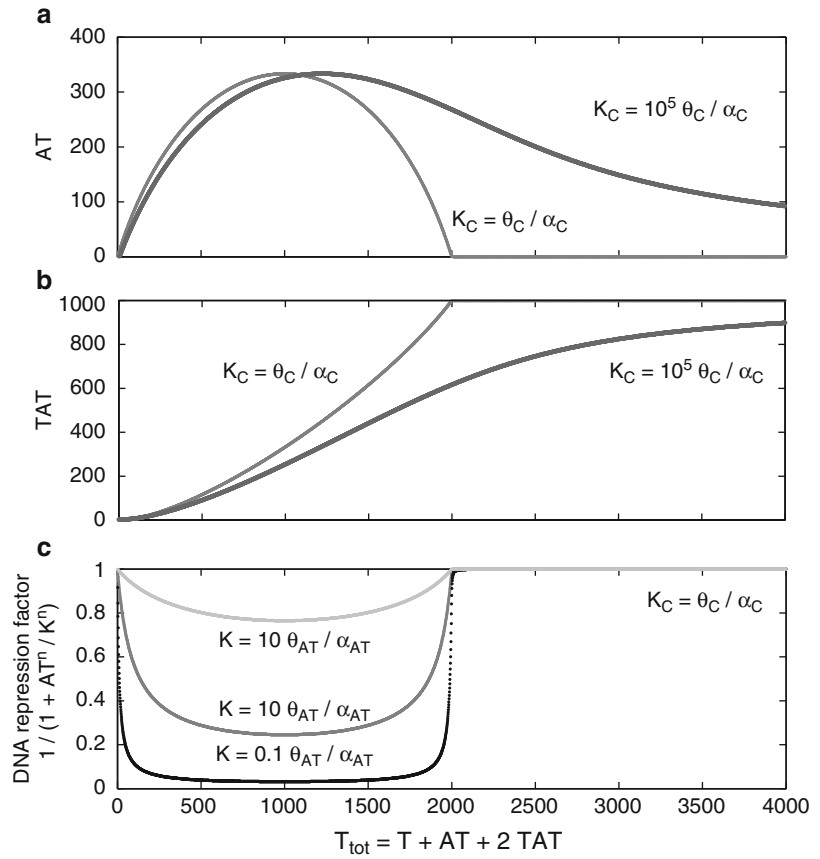 a
400
300
200
100
0
AT
K_C = 10^5 θ_C / α_C
K_C = θ_C / α_C
b
1000
800
600
400
200
0
TAT
K_C = θ_C / α_C
K_C = 10^5 θ_C / α_C
c
1
0.8
0.6
0.4
0.2
0
DNA repression factor
1 / (1 + AT^n / K^n)
K_C = θ_C / α_C
K = 10 θ_AT / α_AT
K = 10 θ_AT / α_AT
K = 0.1 θ_AT / α_AT
0 500 1000 1500 2000 2500 3000 3500 4000
T_tot = T + AT + 2 TAT